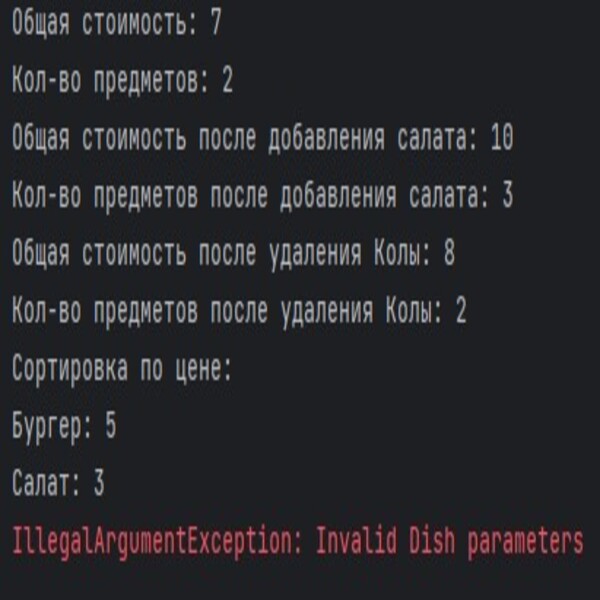 Общая стоимость: 7
Кол-во предметов: 2
Общая стоимость после добавления салата: 10
Кол-во предметов после добавления салата: 3
Общая стоимость после удаления Колы: 8
Кол-во предметов после удаления Колы: 2
Сортировка по цене:
Бургер: 5
Салат: 3
IllegalArgumentException: Invalid Dish parameters